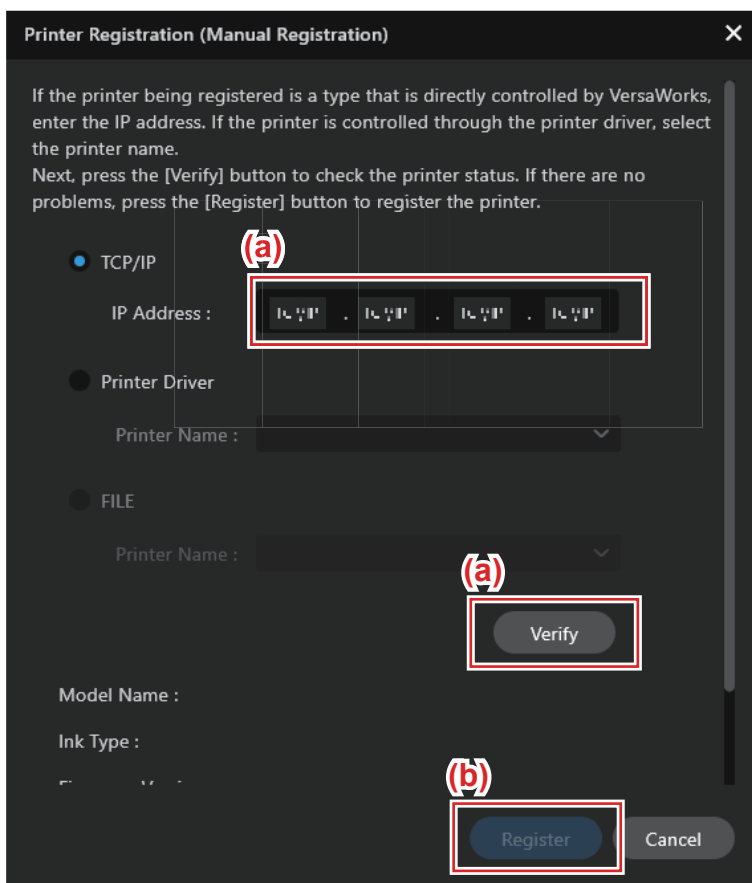 Printer Registration (Manual Registration)
If the printer being registered is a type that is directly controlled by VersaWorks,
enter the IP address. If the printer is controlled through the printer driver, select
the printer name.
Next, press the [Verify] button to check the printer status. If there are no
problems, press the [Register] button to register the printer.
(a)
TCP/IP
IP Address :
Printer Driver
Printer Name :
FILE
Printer Name :
(a)
Verify
Model Name :
Ink Type :
(b)
Register Cancel